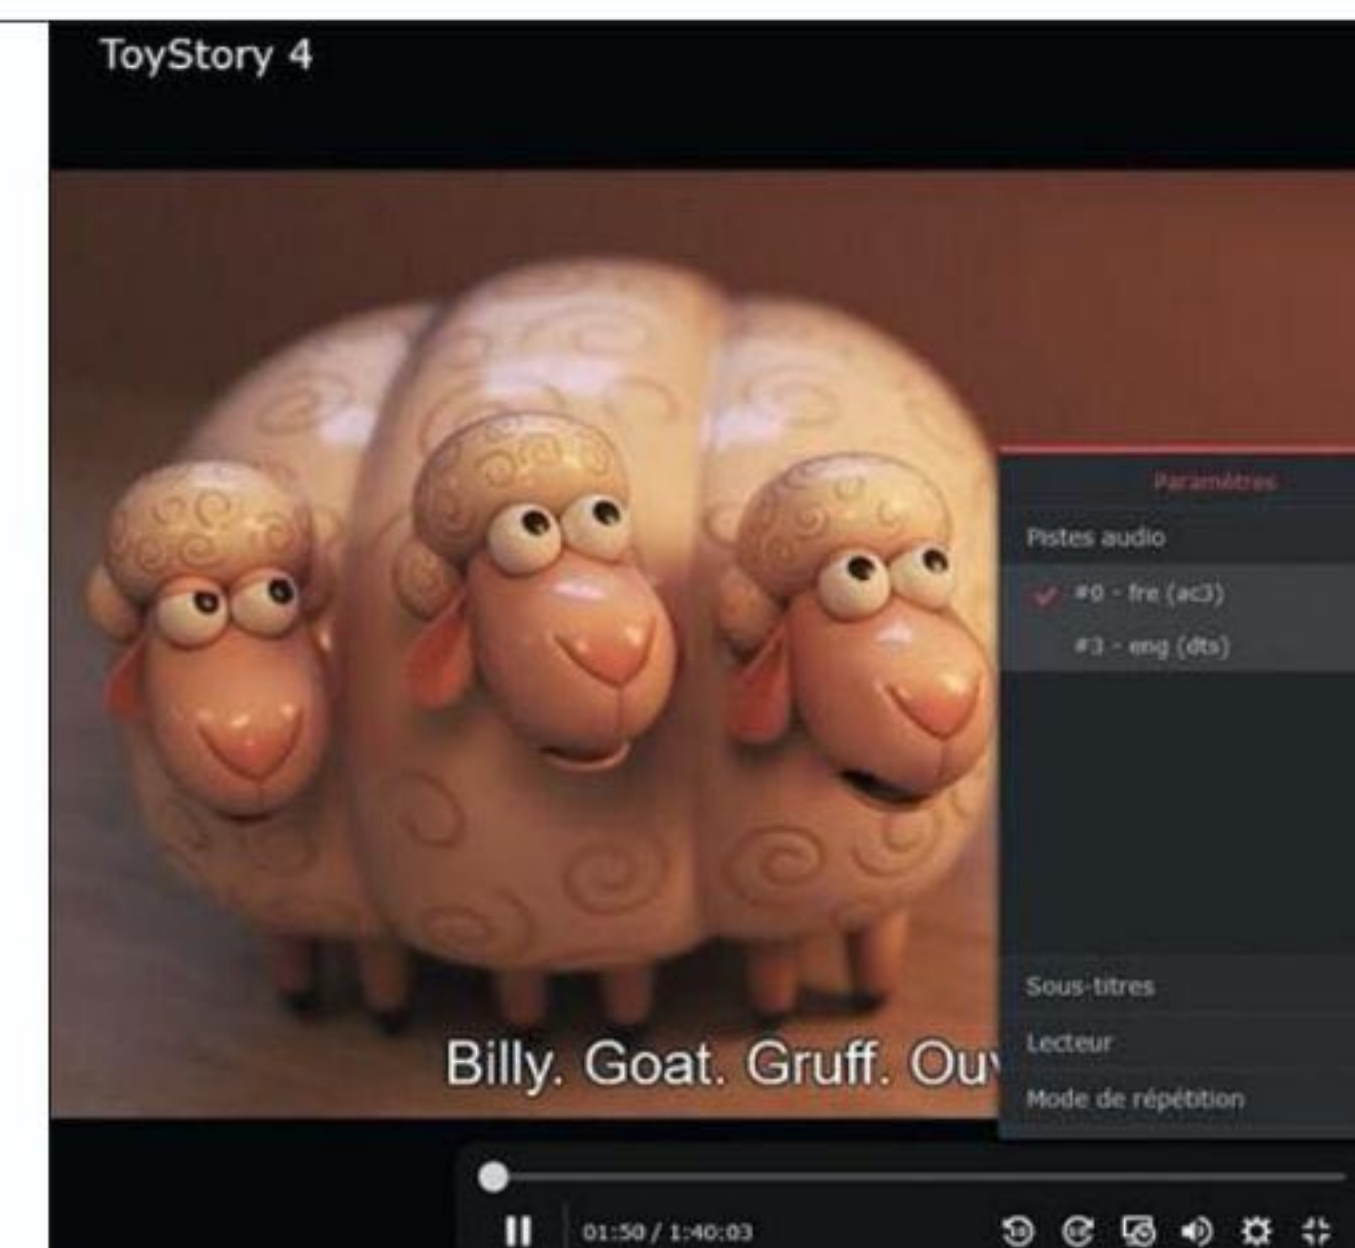 ToyStory 4
Paramètres
Pistes audio
#0 - fre (ac3)
#3 - eng (dts)
Sous-titres
Lecteur
Mode de répétition
Billy. Goat. Gruff.
01:50 / 1:40:03